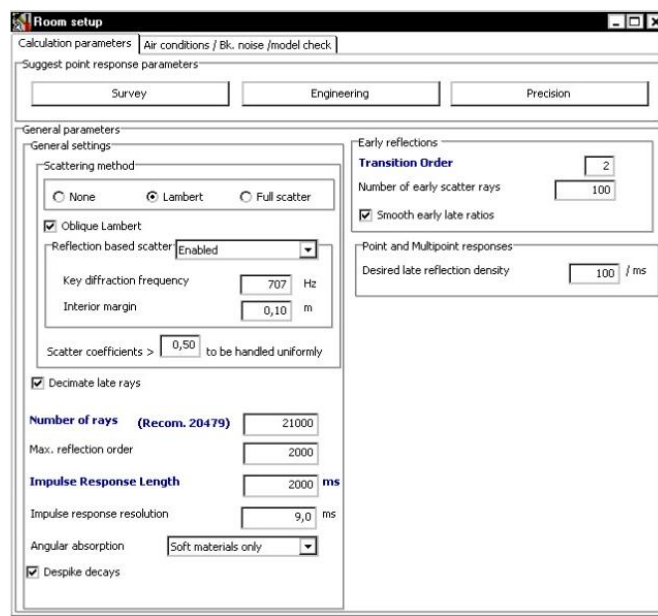 Room setup
Calculation parameters Air conditions / Bk. noise /model check
Suggest point response parameters
Survey Engineering Precision
General parameters
General settings
Scattering method
None Lambert Full scatter
Oblique Lambert
Reflection based scatter Enabled
Key diffraction frequency 707 Hz
Interior margin 0,10 m
Scatter coefficients > 0,50 to be handled uniformly
Decimate late rays
Number of rays (Recom. 20479) 21000
Max. reflection order 2000
Impulse Response Length 2000 ms
Impulse response resolution 9,0 ms
Angular absorption Soft materials only
Despike decays
Early reflections
Transition Order 2
Number of early scatter rays 100
Smooth early late ratios
Point and Multipoint responses
Desired late reflection density 100 / ms